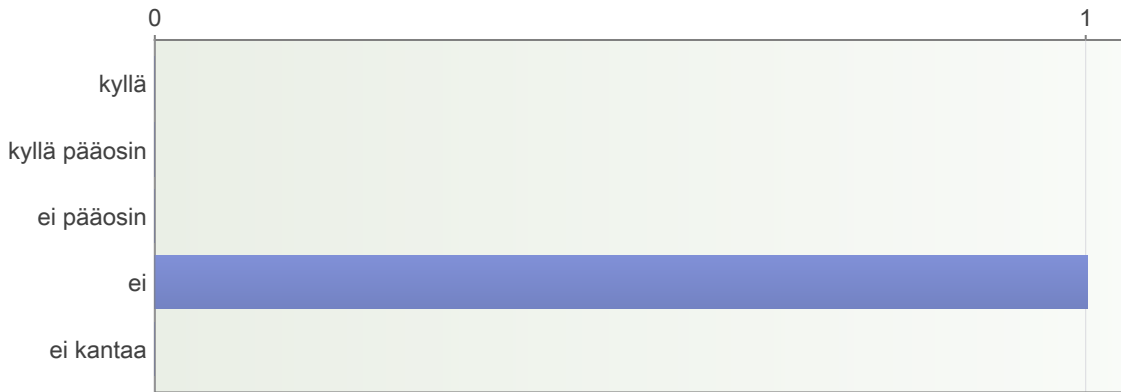 0 1
kyllä
kyllä pääosin
ei pääosin
ei
ei kantaa